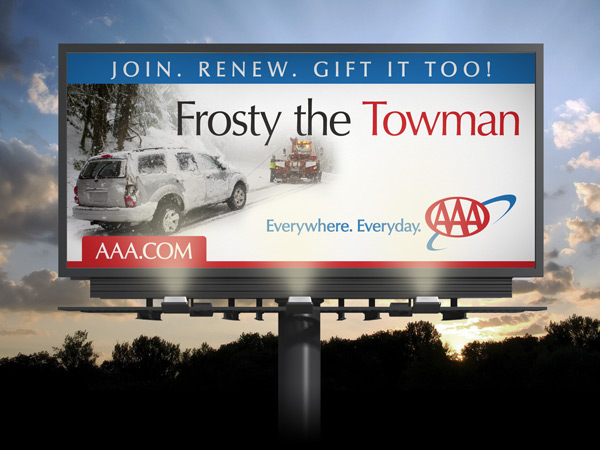 JOIN. RENEW. GIFT IT TOO!
Frosty the Towman
Everywhere. Everyday. AAA
AAA.COM